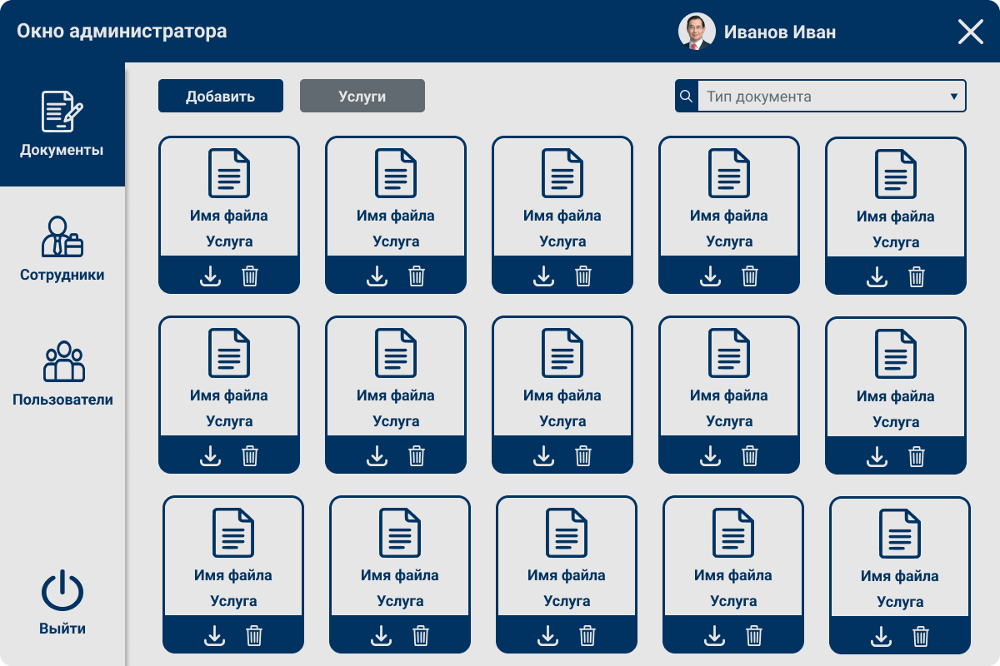 Окно администратора
Иванов Иван
Документы
Сотрудники
Пользователи
Выйти
Добавить
Услуги
Тип документа
Имя файла
Услуга
Имя файла
Услуга
Имя файла
Услуга
Имя файла
Услуга
Имя файла
Услуга
Имя файла
Услуга
Имя файла
Услуга
Имя файла
Услуга
Имя файла
Услуга
Имя файла
Услуга
Имя файла
Услуга
Имя файла
Услуга
Имя файла
Услуга
Имя файла
Услуга
Имя файла
Услуга